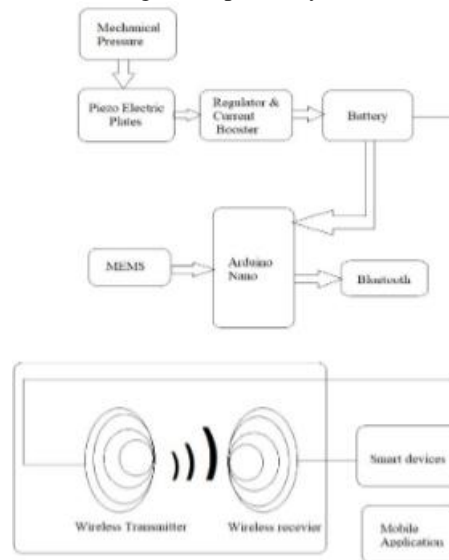 Mechanical
Pressure
Piezo Electric
Plates
Regulator &
Current
Booster
Battery
MEMS
Arduino
Nano
Bluetooth
Wireless Transmitter
Wireless recevier
Smart devices
Mobile
Application